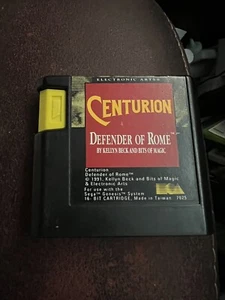 ELECTRONIC ARTS
CENTURION
DEFENDER OF ROME™
BY KELLYN BECK AND BITS OF MAGIC
Centurion
Defender of Rome™
© 1991, Kellyn Beck and Bits of Magic
& Electronic Arts
For use with the
Sega® Genesis™ System
16- BIT CARTRIDGE. Made in Taiwan 7025